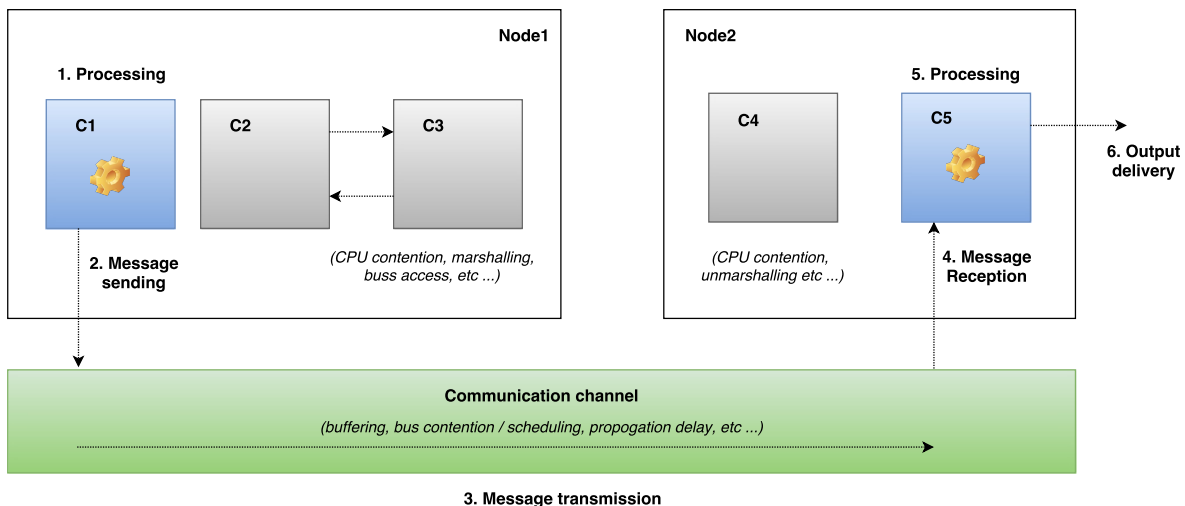 Node1
Node2
1. Processing
5. Processing
C1
C2
C3
C4
C5
6. Output
delivery
2. Message
sending
(CPU contention, marshalling,
buss access, etc ...)
(CPU contention,
unmarshalling etc ...)
4. Message
Reception
Communication channel
(buffering, bus contention / scheduling, propogation delay, etc ...)
3. Message transmission